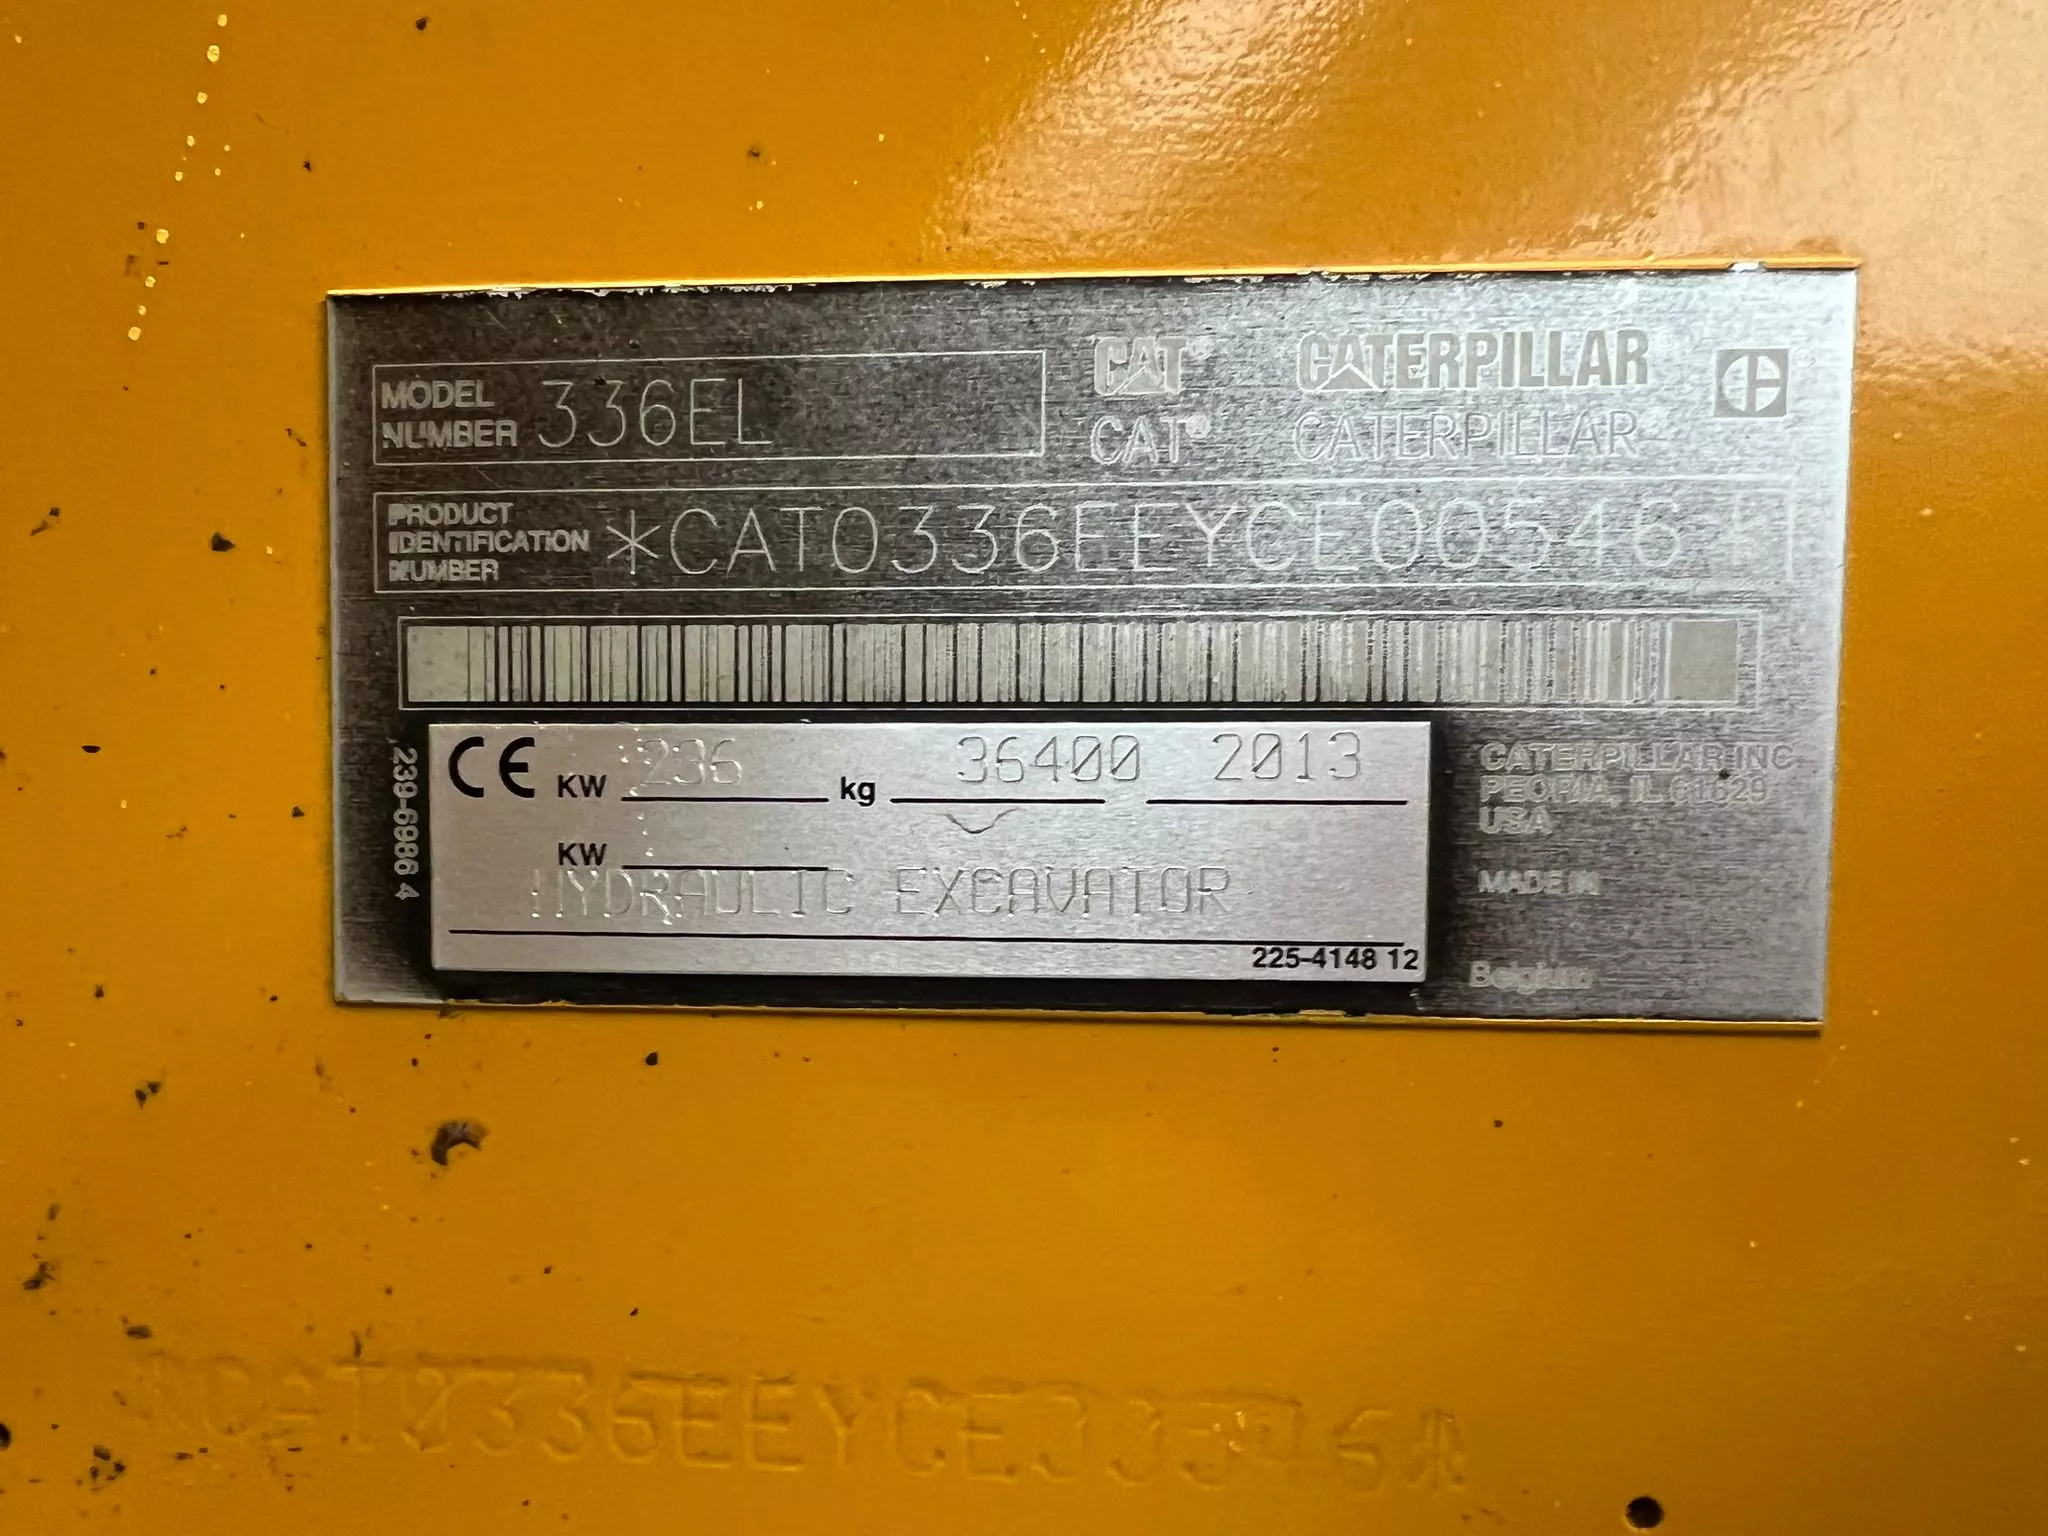 MODEL NUMBER 336EL
CAT® CATERPILLAR
CAT® CATERPILLAR
PRODUCT IDENTIFICATION NUMBER *CAT0336EEYCE00546*
CE KW 236 kg 36400 2013
KW
HYDRAULIC EXCAVATOR
225-4148 12
239-6986 4
CATERPILLAR INC
PEORIA, IL 61629
USA
MADE IN
Belgium
CAT0336EEYCE00546